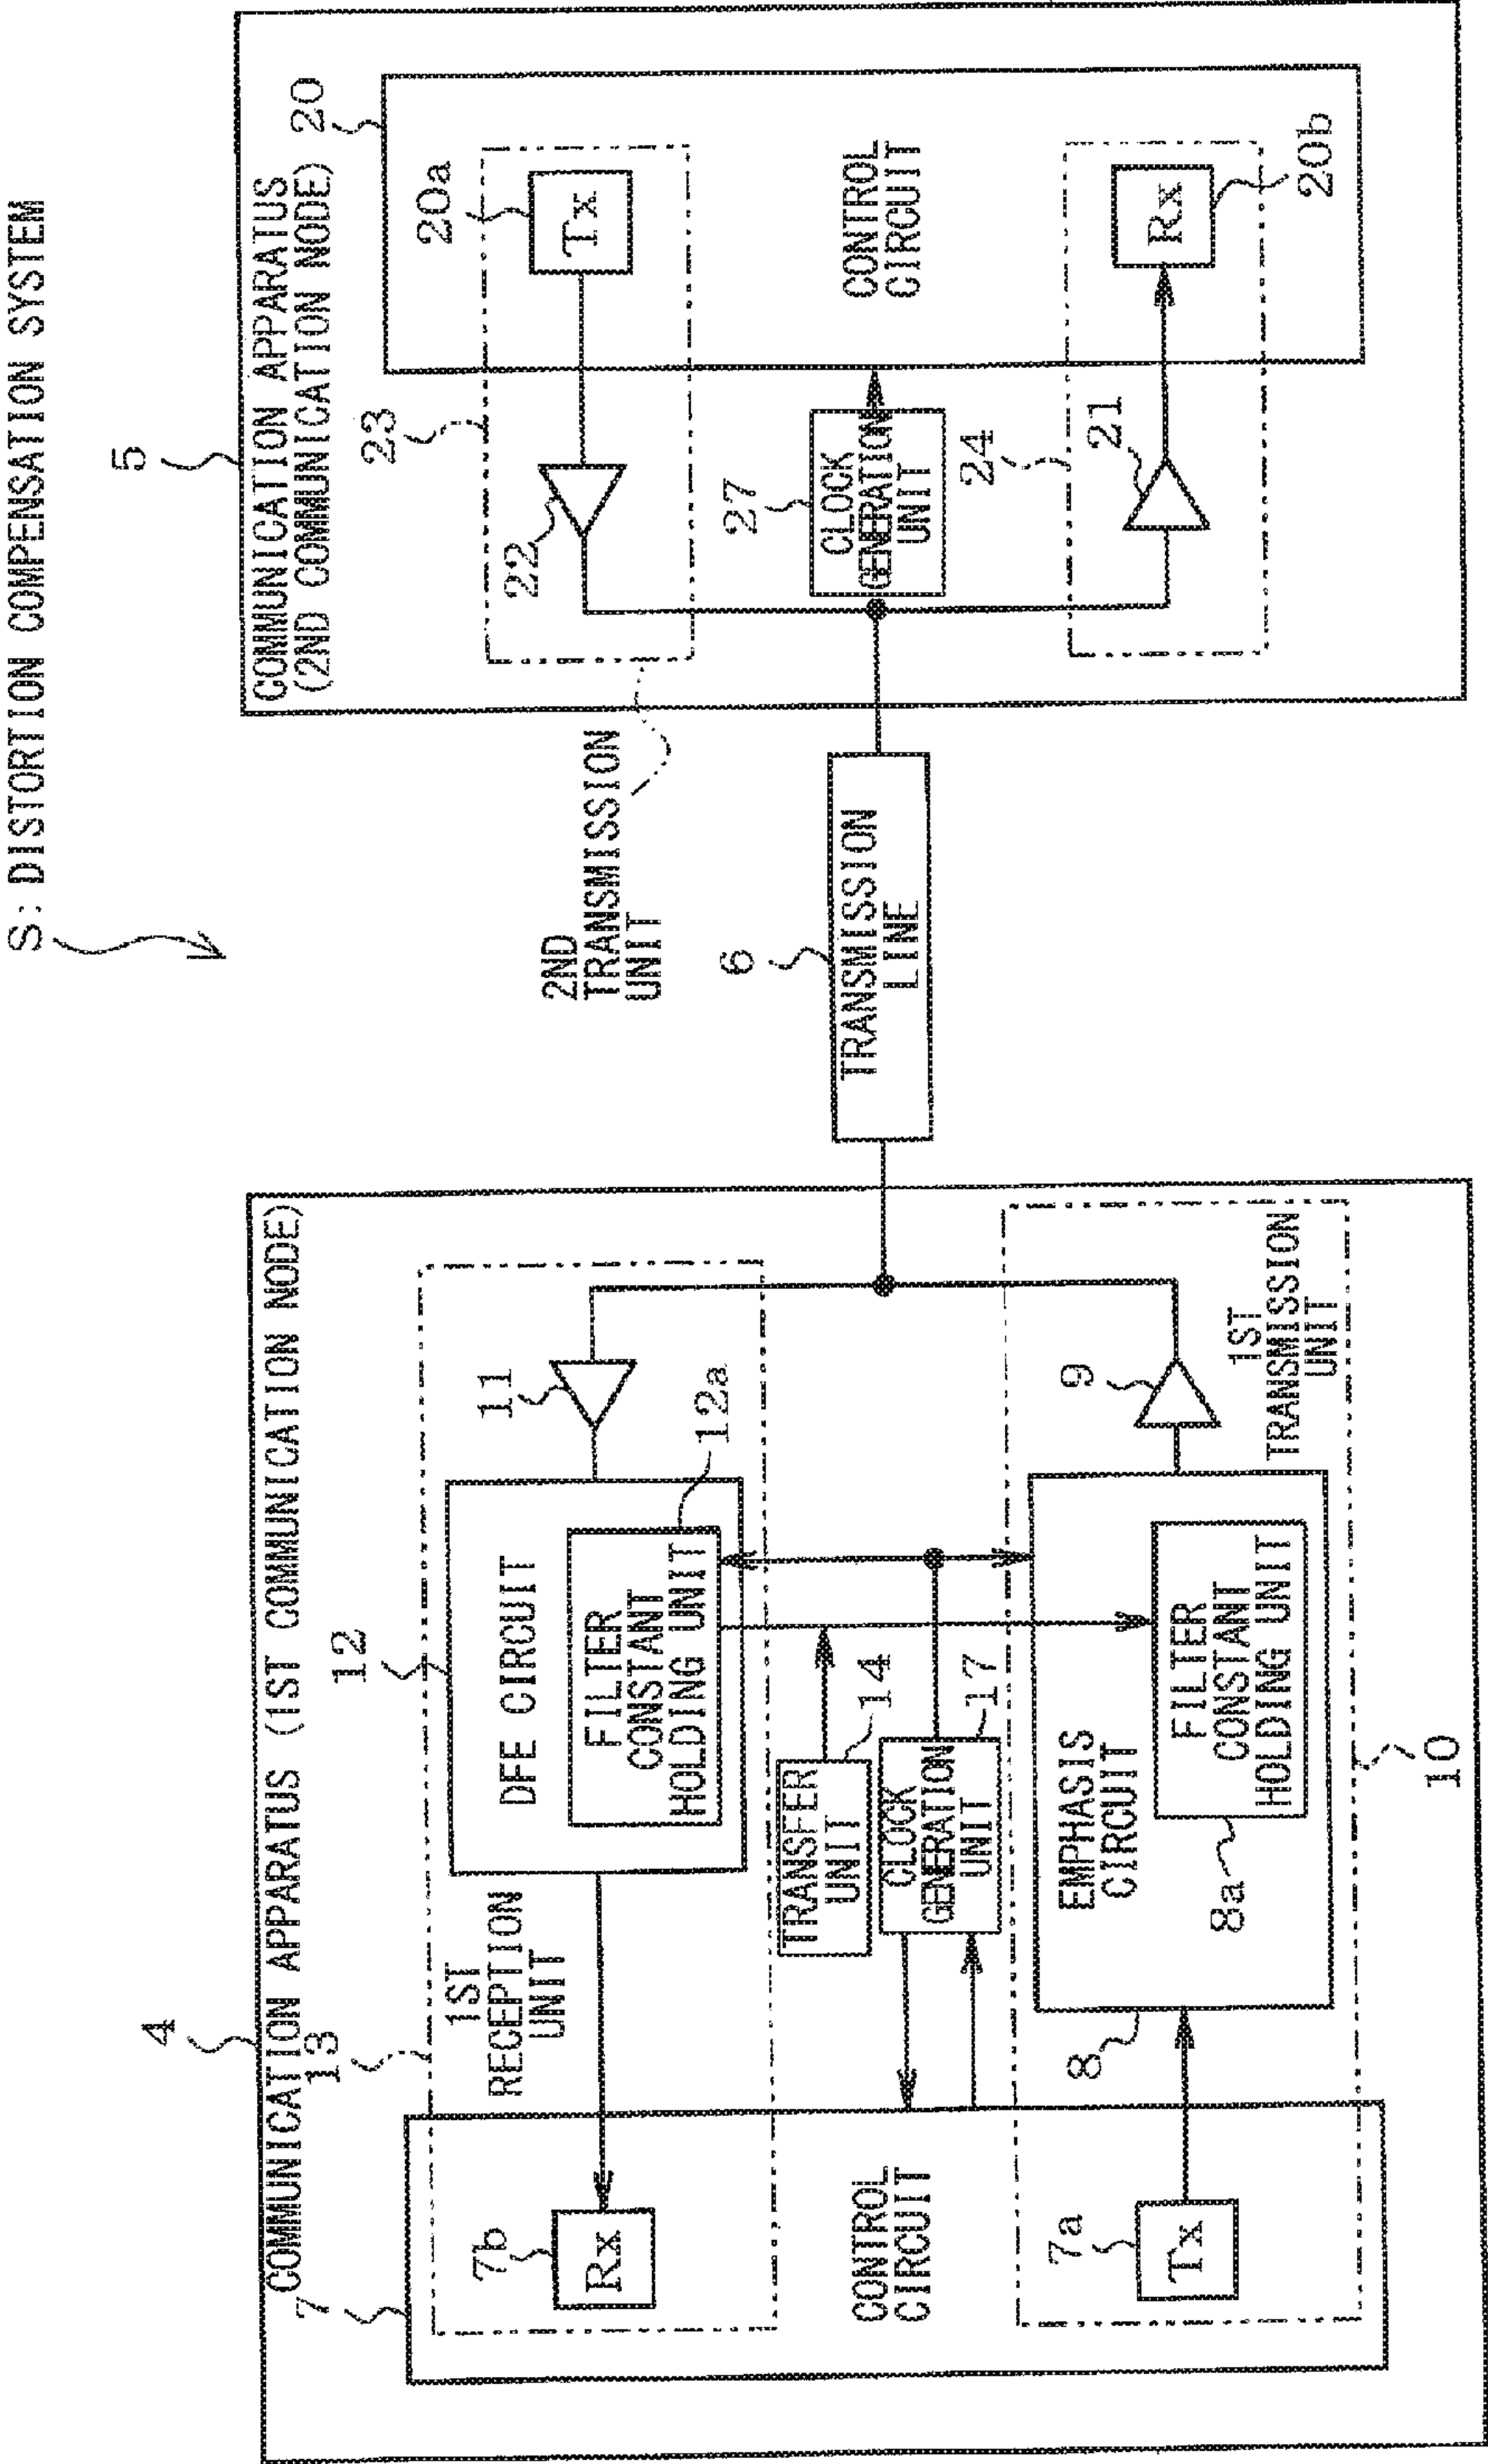 S: DISTORTION COMPENSATION SYSTEM
4
COMMUNICATION APPARATUS (1ST COMMUNICATION NODE)
13
7
7b
Rx
1ST
RECEPTION
UNIT
12
DFE CIRCUIT
FILTER
CONSTANT
HOLDING UNIT
12a
11
CONTROL
CIRCUIT
TRANSFER
UNIT
14
CLOCK
GENERATION
UNIT
17
7a
Tx
8
EMPHASIS
CIRCUIT
8a
FILTER
CONSTANT
HOLDING UNIT
9
1ST
TRANSMISSION
UNIT
10
6
TRANSMISSION
LINE
2ND
TRANSMISSION
UNIT
5
COMMUNICATION APPARATUS
(2ND COMMUNICATION NODE)
20
23
20a
Tx
22
27
CLOCK
GENERATION
UNIT
CONTROL
CIRCUIT
24
21
Rx
20b